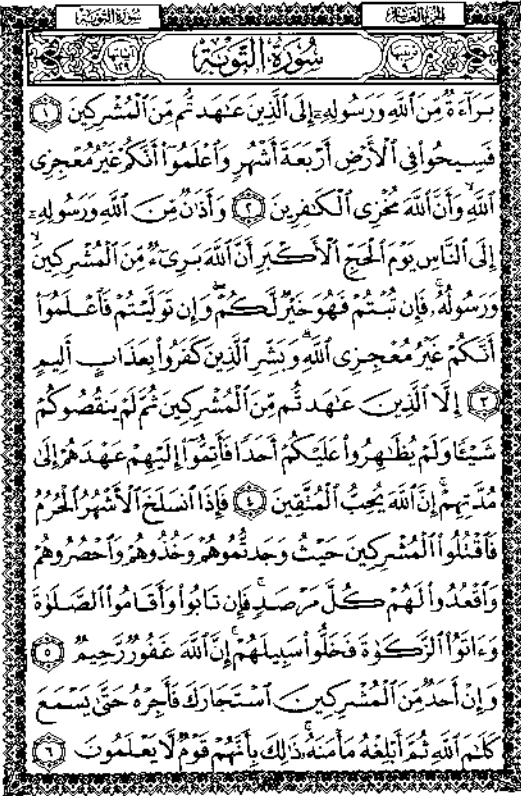 سُورَةُ التَّوْبَةِ
الجزء العاشر
سُورَةُ التَّوْبَةِ
بَرَآءَةٌ مِّنَ ٱللَّهِ وَرَسُولِهِۦٓ إِلَى ٱلَّذِينَ عَٰهَدتُّم مِّنَ ٱلْمُشْرِكِينَ ١
فَسِيحُوا۟ فِى ٱلْأَرْضِ أَرْبَعَةَ أَشْهُرٍ وَٱعْلَمُوٓا۟ أَنَّكُمْ غَيْرُ مُعْجِزِى
ٱللَّهِ ۙ وَأَنَّ ٱللَّهَ مُخْزِى ٱلْكَٰفِرِينَ ٢ وَأَذَٰنٌ مِّنَ ٱللَّهِ وَرَسُولِهِۦٓ
إِلَى ٱلنَّاسِ يَوْمَ ٱلْحَجِّ ٱلْأَكْبَرِ أَنَّ ٱللَّهَ بَرِىٓءٌ مِّنَ ٱلْمُشْرِكِينَ ۙ
وَرَسُولُهُۥ ۚ فَإِن تُبْتُمْ فَهُوَ خَيْرٌ لَّكُمْ ۖ وَإِن تَوَلَّيْتُمْ فَٱعْلَمُوٓا۟
أَنَّكُمْ غَيْرُ مُعْجِزِى ٱللَّهِ ۗ وَبَشِّرِ ٱلَّذِينَ كَفَرُوا۟ بِعَذَابٍ أَلِيمٍ
٣ إِلَّا ٱلَّذِينَ عَٰهَدتُّم مِّنَ ٱلْمُشْرِكِينَ ثُمَّ لَمْ يَنقُصُوكُمْ
شَيْـًٔا وَلَمْ يُظَٰهِرُوا۟ عَلَيْكُمْ أَحَدًا فَأَتِمُّوٓا۟ إِلَيْهِمْ عَهْدَهُمْ إِلَىٰ
مُدَّتِهِمْ ۚ إِنَّ ٱللَّهَ يُحِبُّ ٱلْمُتَّقِينَ ٤ فَإِذَا ٱنسَلَخَ ٱلْأَشْهُرُ ٱلْحُرُمُ
فَٱقْتُلُوا۟ ٱلْمُشْرِكِينَ حَيْثُ وَجَدتُّمُوهُمْ وَخُذُوهُمْ وَٱحْصُرُوهُمْ
وَٱقْعُدُوا۟ لَهُمْ كُلَّ مَرْصَدٍ ۚ فَإِن تَابُوا۟ وَأَقَامُوا۟ ٱلصَّلَوٰةَ
وَءَاتَوُا۟ ٱلزَّكَوٰةَ فَخَلُّوا۟ سَبِيلَهُمْ ۚ إِنَّ ٱللَّهَ غَفُورٌ رَّحِيمٌ ٥
وَإِنْ أَحَدٌ مِّنَ ٱلْمُشْرِكِينَ ٱسْتَجَارَكَ فَأَجِرْهُ حَتَّىٰ يَسْمَعَ
كَلَٰمَ ٱللَّهِ ثُمَّ أَبْلِغْهُ مَأْمَنَهُۥ ۚ ذَٰلِكَ بِأَنَّهُمْ قَوْمٌ لَّا يَعْلَمُونَ ٦